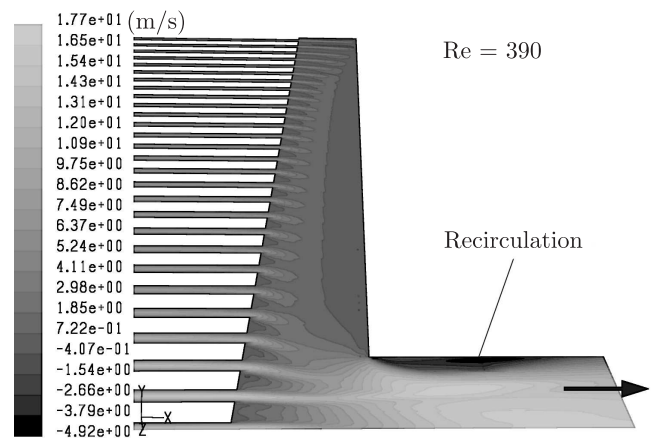 1.77e+01 (m/s)
1.65e+01
1.54e+01
1.43e+01
1.31e+01
1.20e+01
1.09e+01
9.75e+00
8.62e+00
7.49e+00
6.37e+00
5.24e+00
4.11e+00
2.98e+00
1.85e+00
7.22e-01
-4.07e-01
-1.54e+00
-2.66e+00
-3.79e+00
-4.92e+00
Re = 390
Recirculation
Y
X
Z